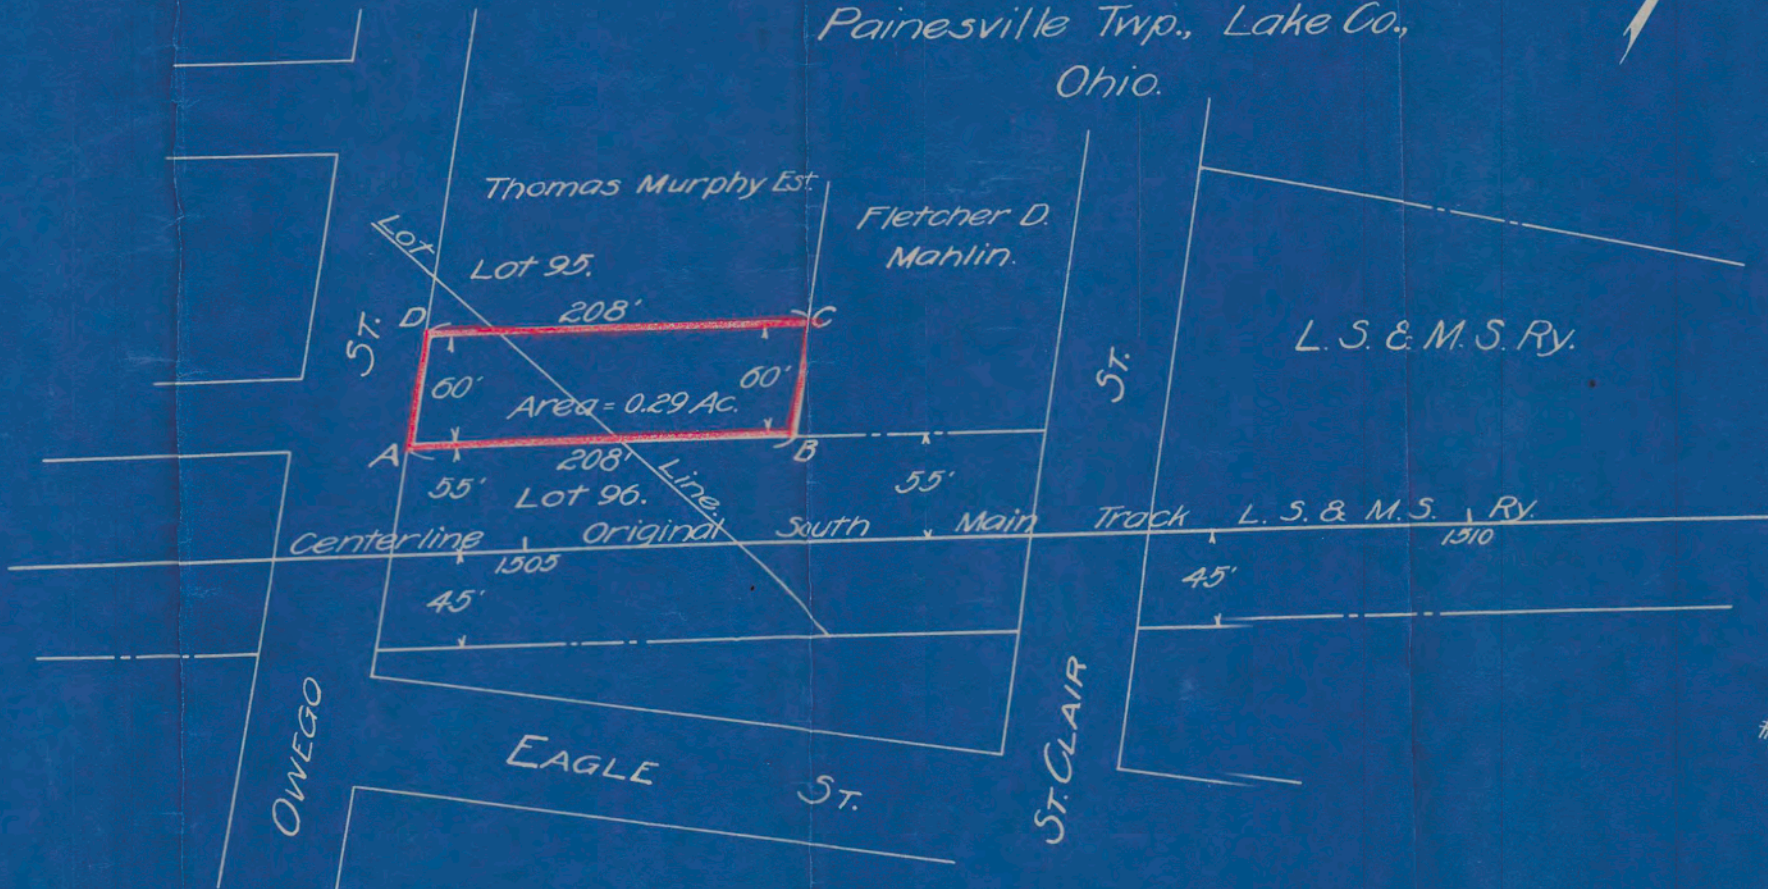 Painesville Twp., Lake Co.,
Ohio.
Thomas Murphy Est.
Fletcher D.
Mahlin.
Lot Line.
Lot 95.
208'
D
C
ST.
60'
60'
Area = 0.29 Ac.
L. S. & M. S. Ry.
ST.
A
B
208'
55'
Lot 96.
55'
Centerline Original South Main Track L. S. & M. S. Ry.
1505
1510
45'
45'
OWEGO
EAGLE ST.
ST. CLAIR